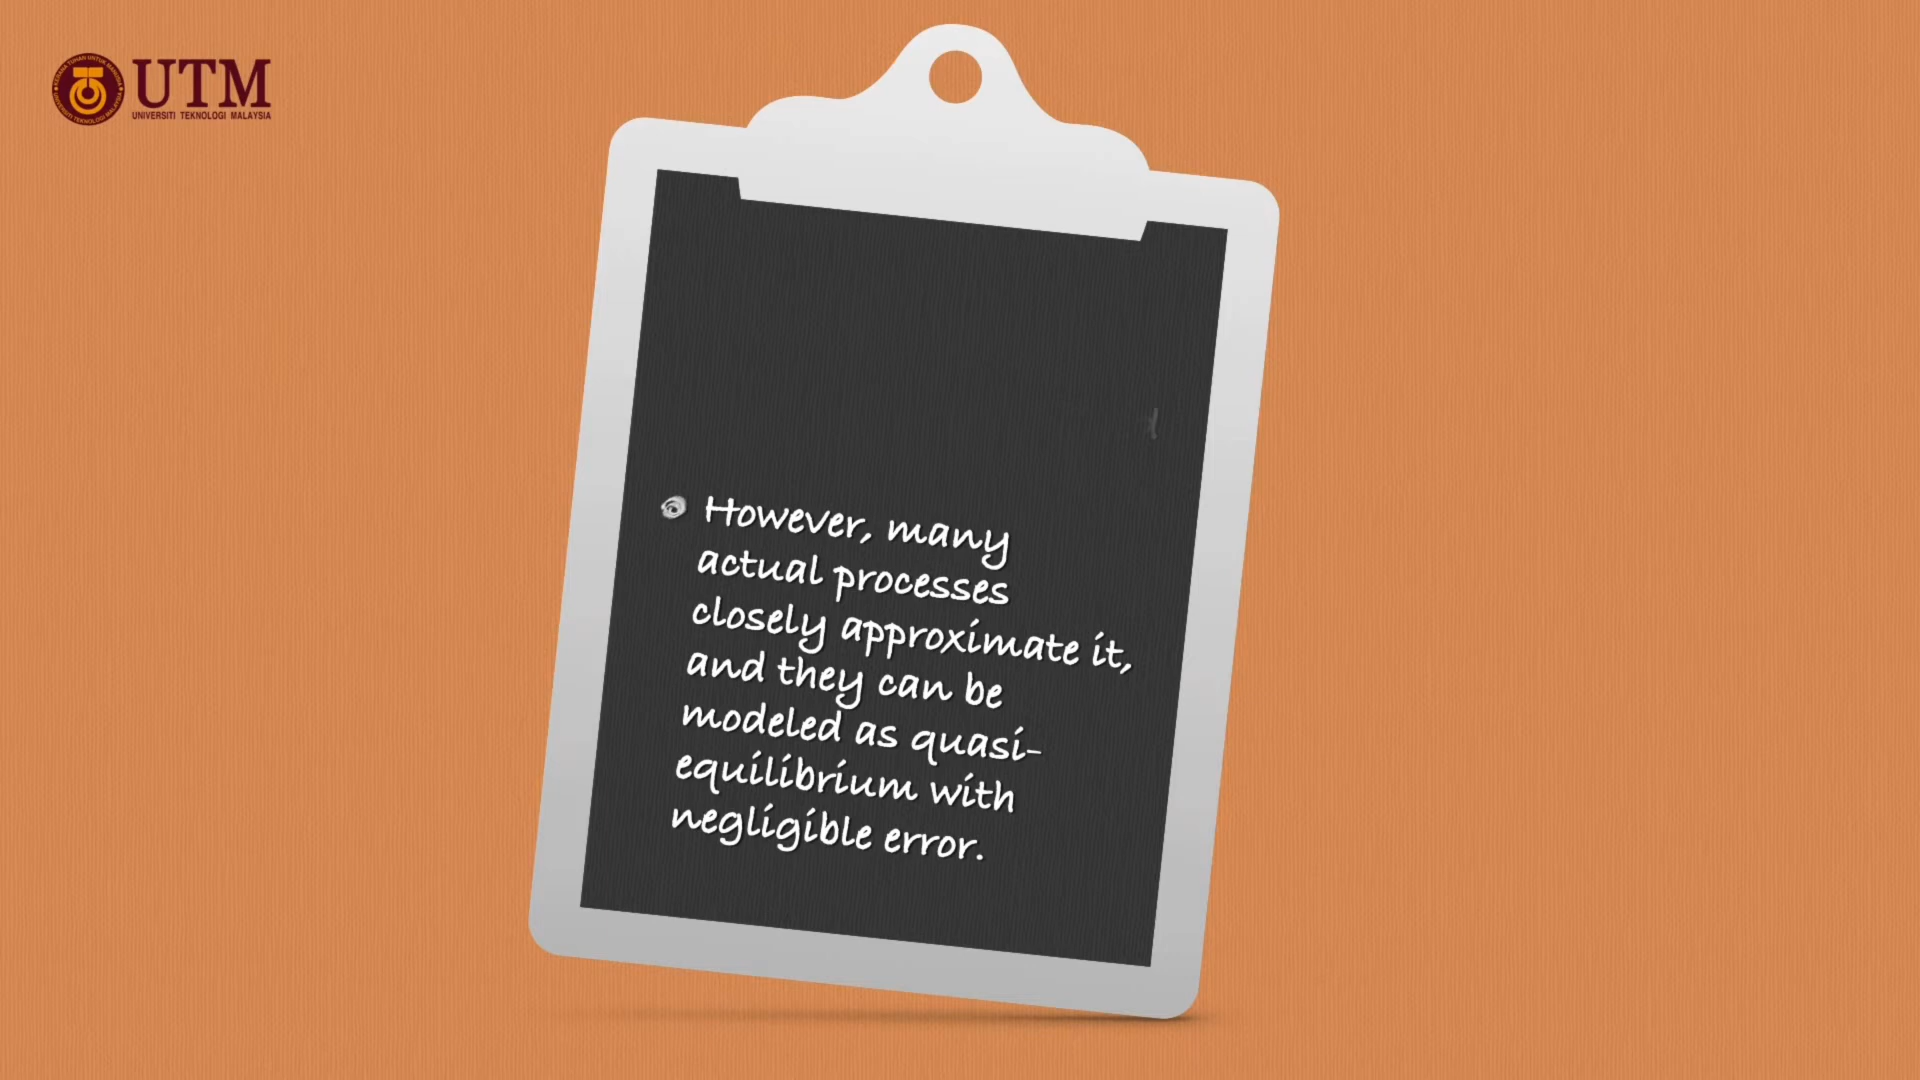 UTM
UNIVERSITI TEKNOLOGI MALAYSIA
However, many
actual processes
closely approximate it,
and they can be
modeled as quasi-
equilibrium with
negligible error.